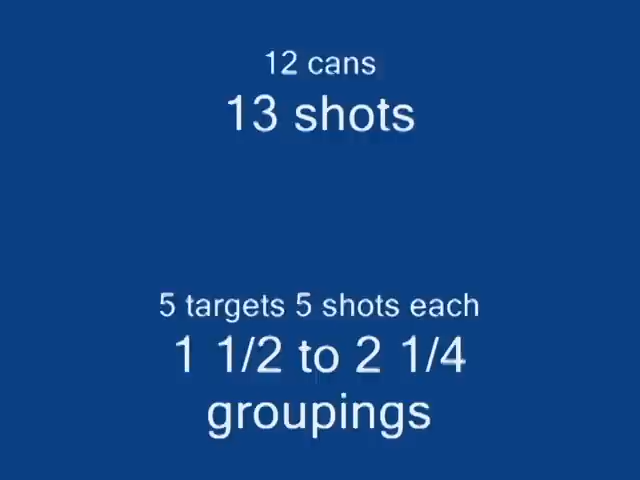 12 cans
13 shots
5 targets 5 shots each
1 1/2 to 2 1/4
groupings